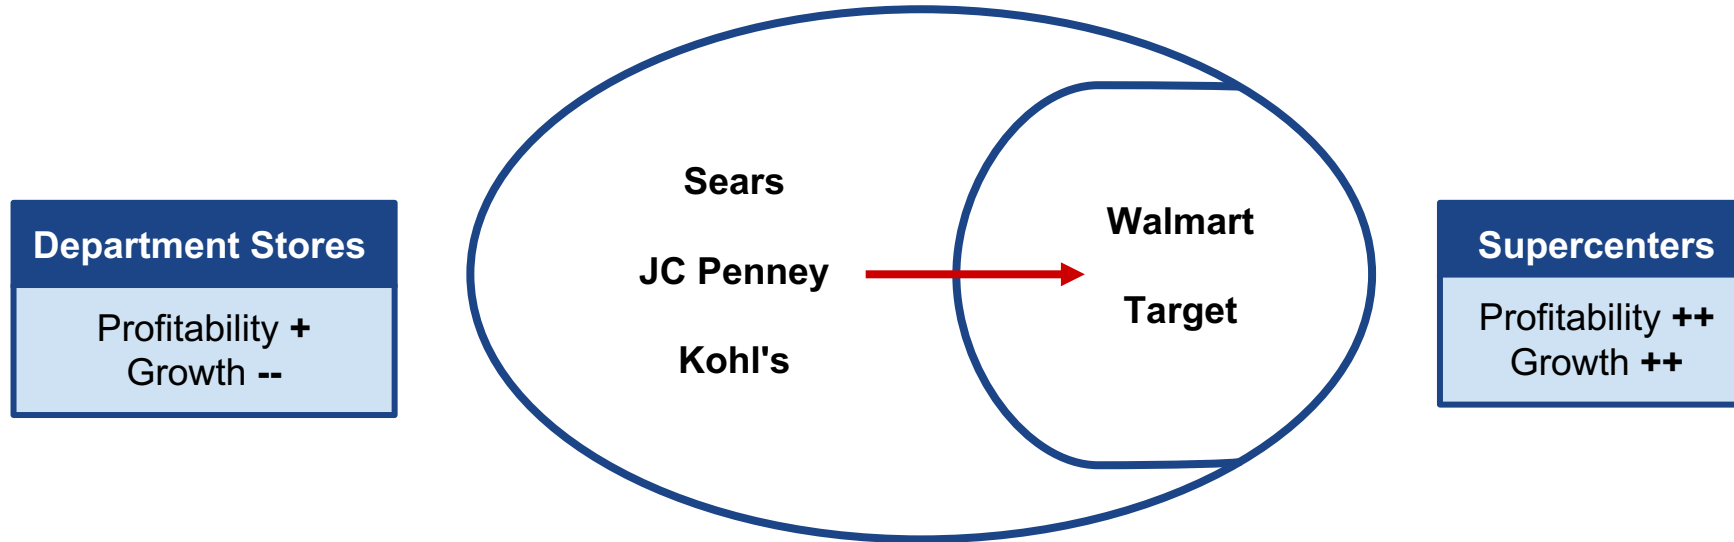 Department Stores
Profitability +
Growth --
Sears
JC Penney
Kohl's
Walmart
Target
Supercenters
Profitability ++
Growth ++